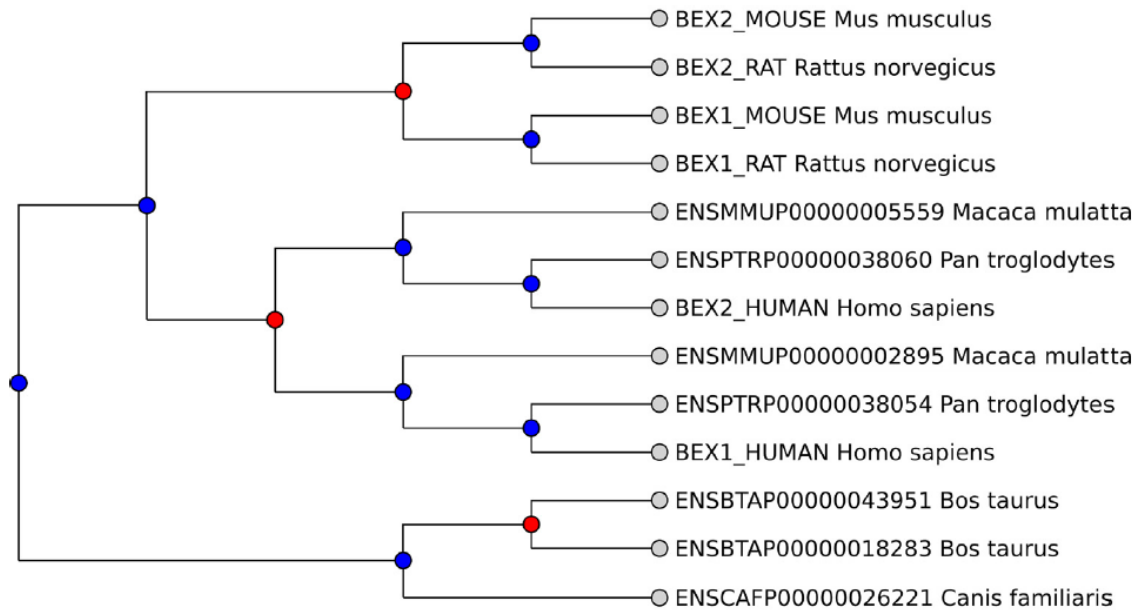 BEX2_MOUSE Mus musculus
BEX2_RAT Rattus norvegicus
BEX1_MOUSE Mus musculus
BEX1_RAT Rattus norvegicus
ENSMMUP00000005559 Macaca mulatta
ENSPTRP00000038060 Pan troglodytes
BEX2_HUMAN Homo sapiens
ENSMMUP00000002895 Macaca mulatta
ENSPTRP00000038054 Pan troglodytes
BEX1_HUMAN Homo sapiens
ENSBTAP00000043951 Bos taurus
ENSBTAP00000018283 Bos taurus
ENSCAFP00000026221 Canis familiaris